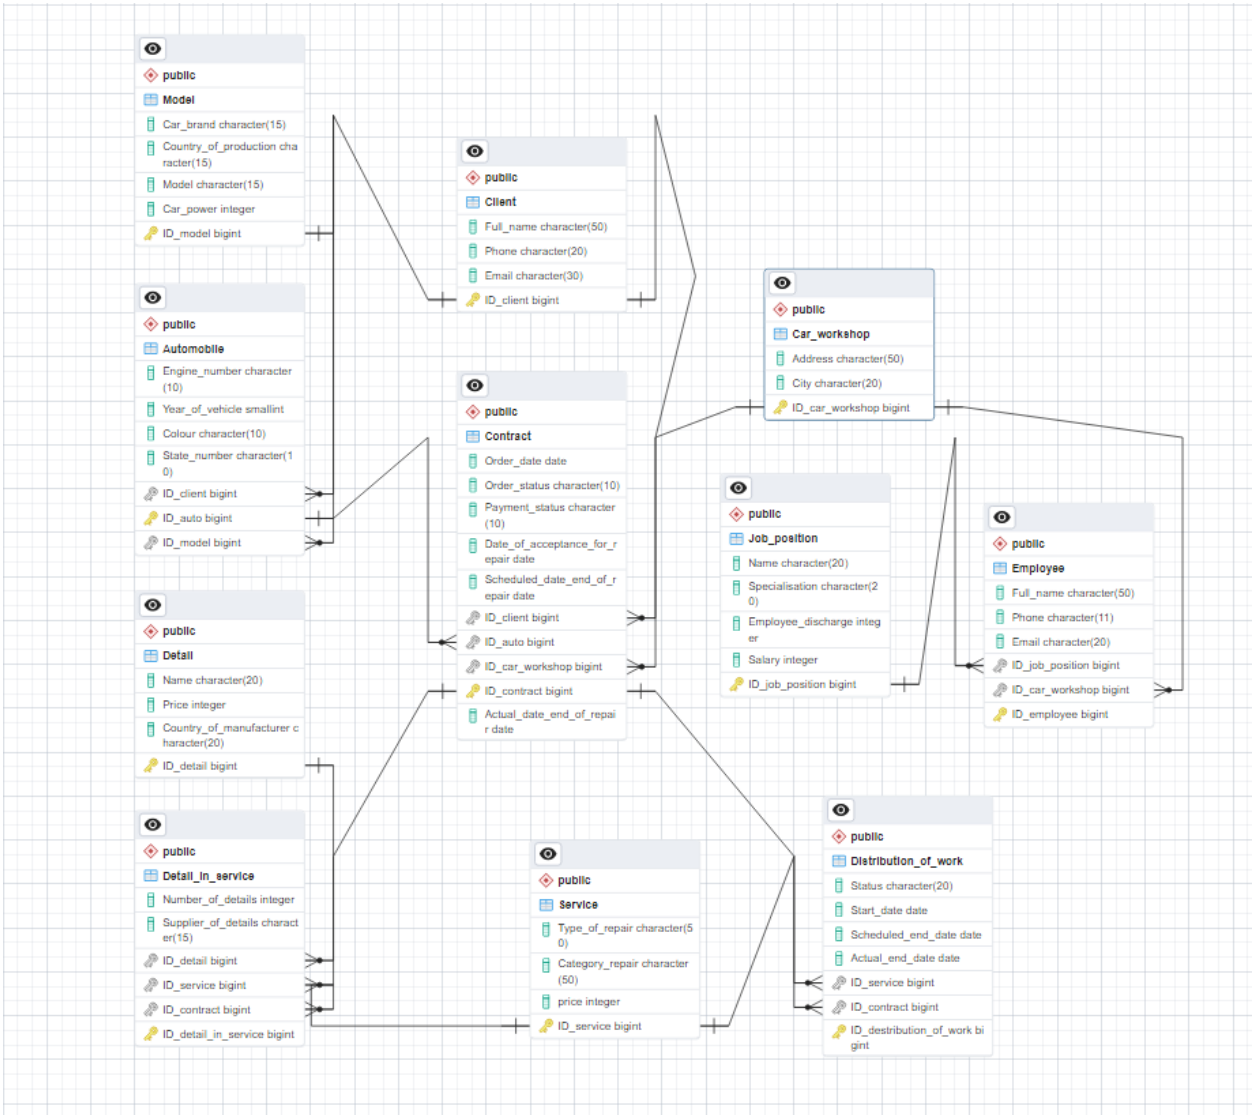 public
Model
Car_brand character(15)
Country_of_production cha
racter(15)
Model character(15)
Car_power integer
ID_model bigint
public
Automobile
Engine_number character
(10)
Year_of_vehicle smallint
Colour character(10)
State_number character(1
0)
ID_client bigint
ID_auto bigint
ID_model bigint
public
Detail
Name character(20)
Price integer
Country_of_manufacturer c
haracter(20)
ID_detail bigint
public
Detail_in_service
Number_of_details integer
Supplier_of_details charact
er(15)
ID_detail bigint
ID_service bigint
ID_contract bigint
ID_detail_in_service bigint
public
Client
Full_name character(50)
Phone character(20)
Email character(30)
ID_client bigint
public
Contract
Order_date date
Order_status character(10)
Payment_status character
(10)
Date_of_acceptance_for_r
epair date
Scheduled_date_end_of_r
epair date
ID_client bigint
ID_auto bigint
ID_car_workshop bigint
ID_contract bigint
Actual_date_end_of_repai
r date
public
Service
Type_of_repair character(5
0)
Category_repair character
(50)
price integer
ID_service bigint
public
Car_workshop
Address character(50)
City character(20)
ID_car_workshop bigint
public
Job_position
Name character(20)
Specialisation character(2
0)
Employee_discharge integ
er
Salary integer
ID_job_position bigint
public
Employee
Full_name character(50)
Phone character(11)
Email character(20)
ID_job_position bigint
ID_car_workshop bigint
ID_employee bigint
public
Distribution_of_work
Status character(20)
Start_date date
Scheduled_end_date date
Actual_end_date date
ID_service bigint
ID_contract bigint
ID_destribution_of_work bi
gint